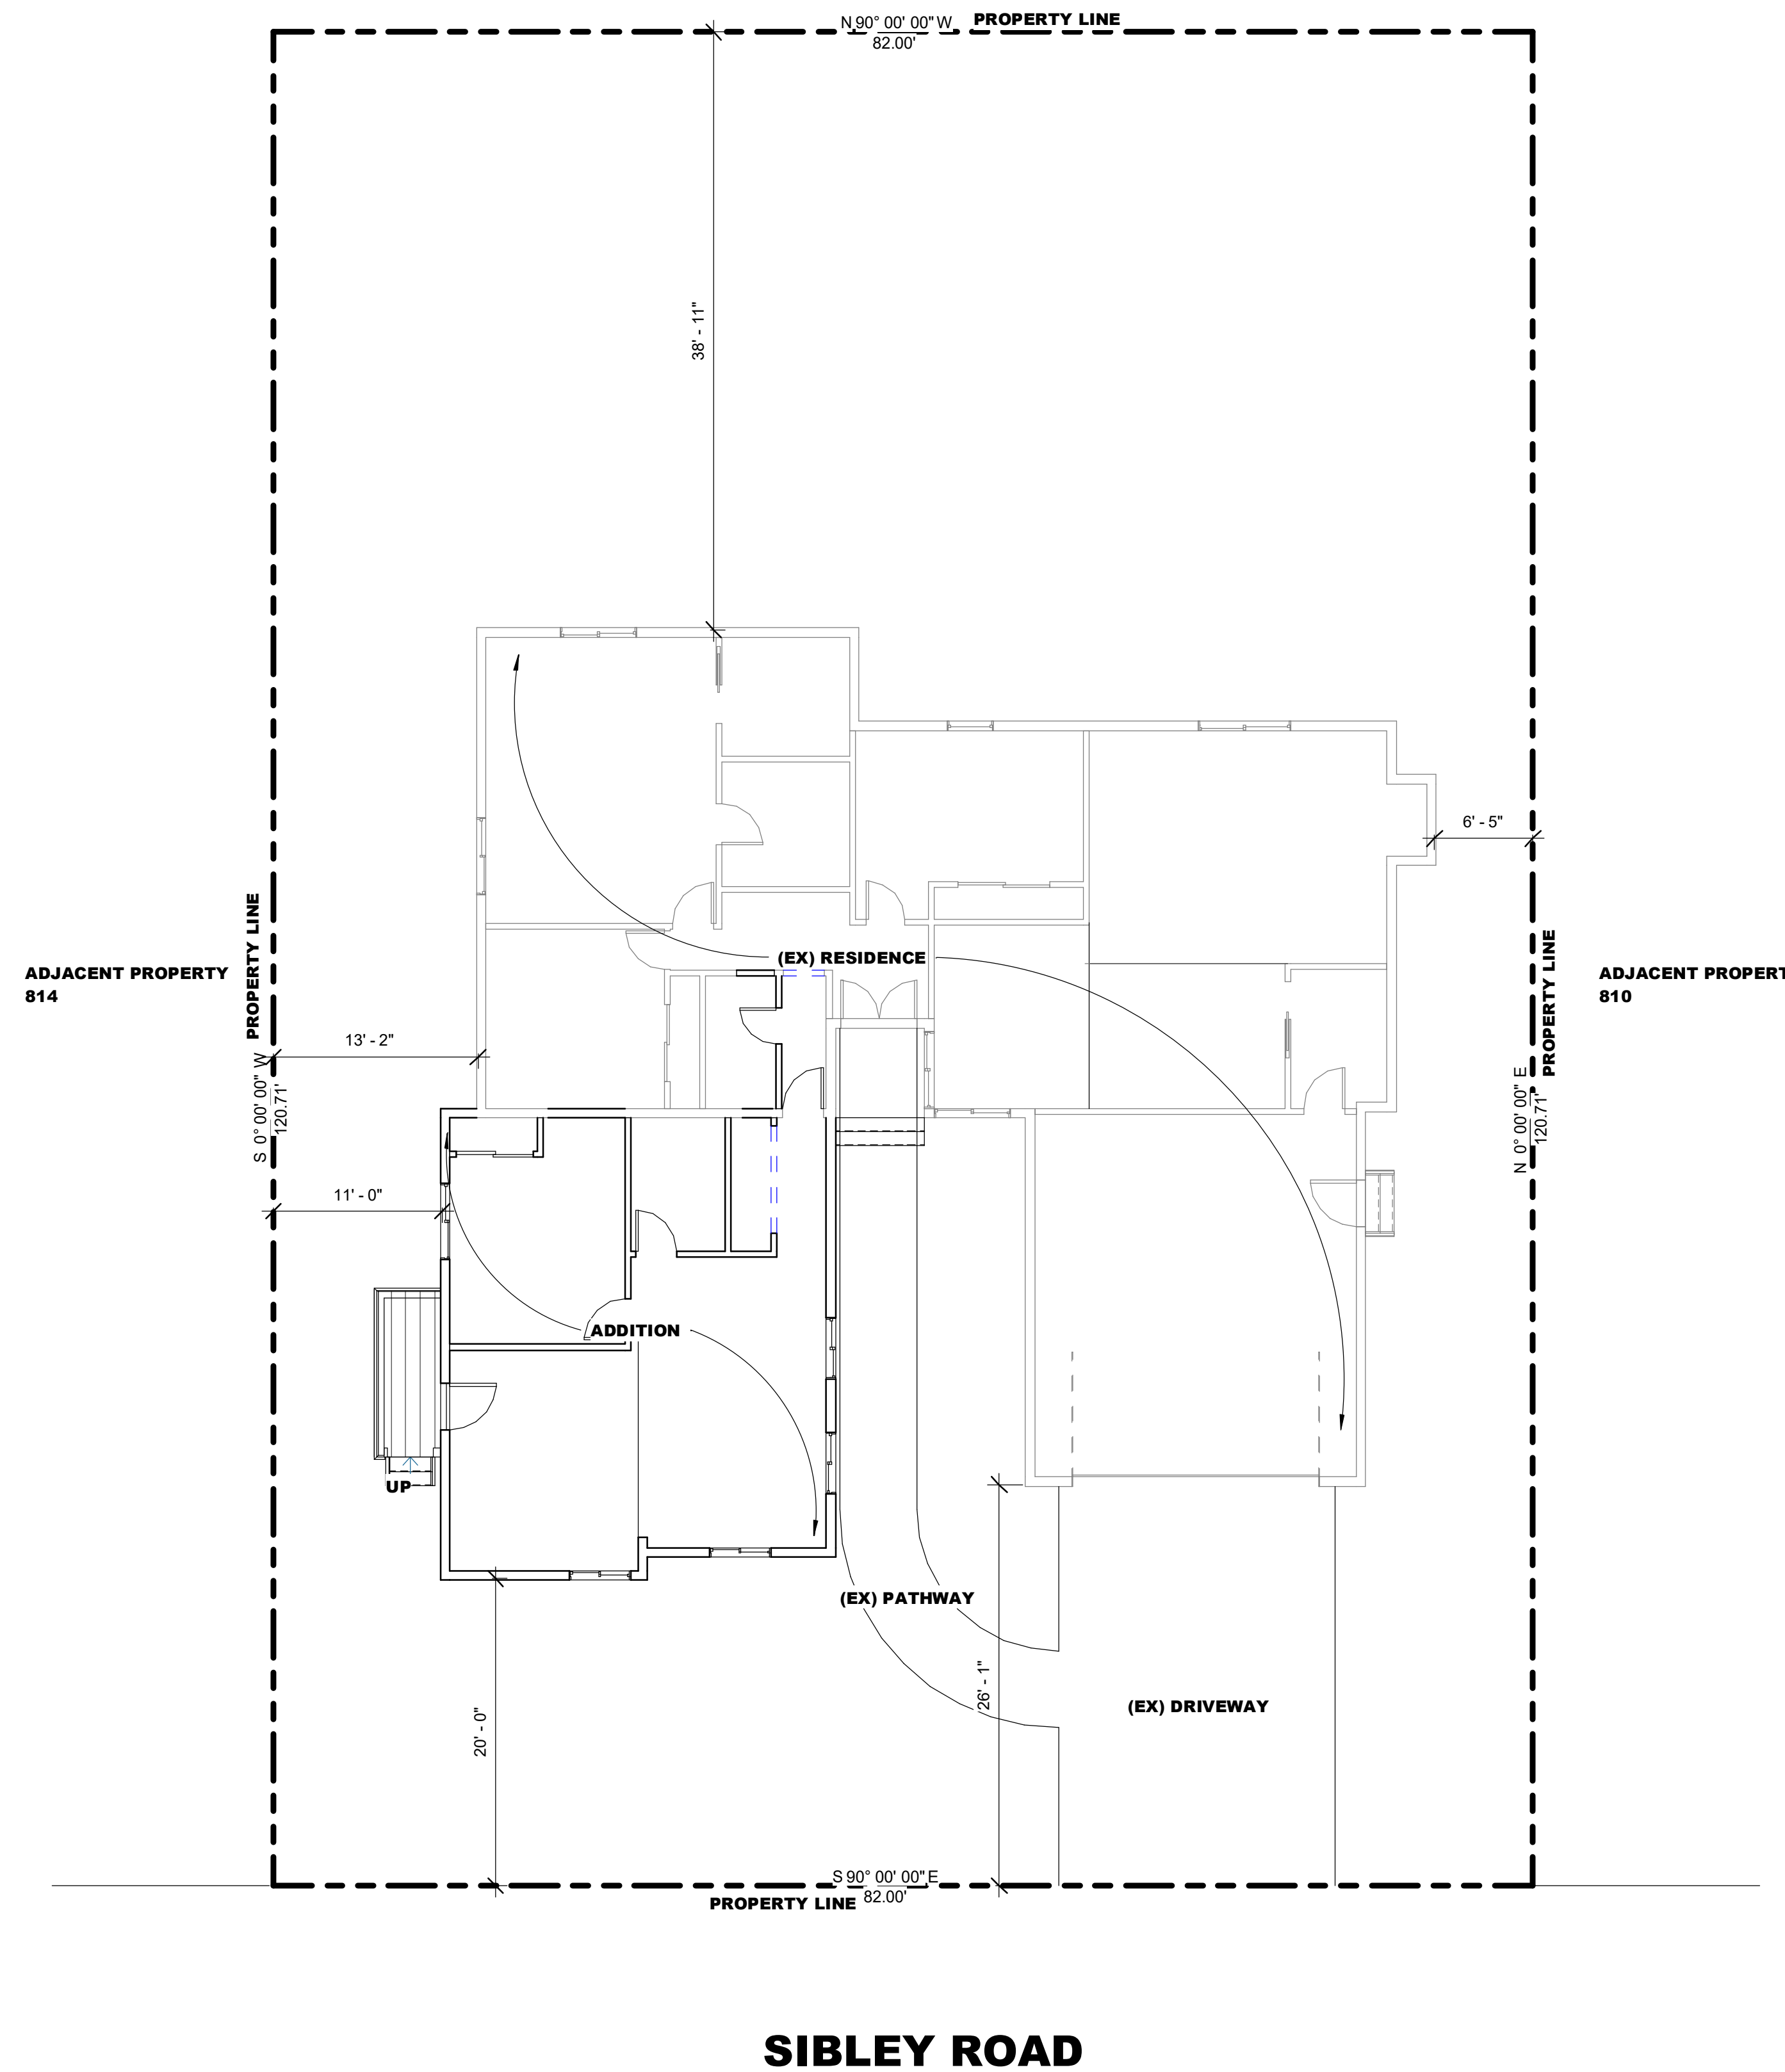 N 90° 00' 00" W
82.00'
PROPERTY LINE
38' - 11"
6' - 5"
PROPERTY LINE
PROPERTY LINE
(EX) RESIDENCE
ADJACENT PROPERTY
814
ADJACENT PROPERT
810
13' - 2"
S 0° 00' 00" W
120.71'
N 0° 00' 00" E
120.71'
11' - 0"
ADDITION
UP
(EX) PATHWAY
26' - 1"
(EX) DRIVEWAY
20' - 0"
S 90° 00' 00" E
82.00'
PROPERTY LINE
SIBLEY ROAD